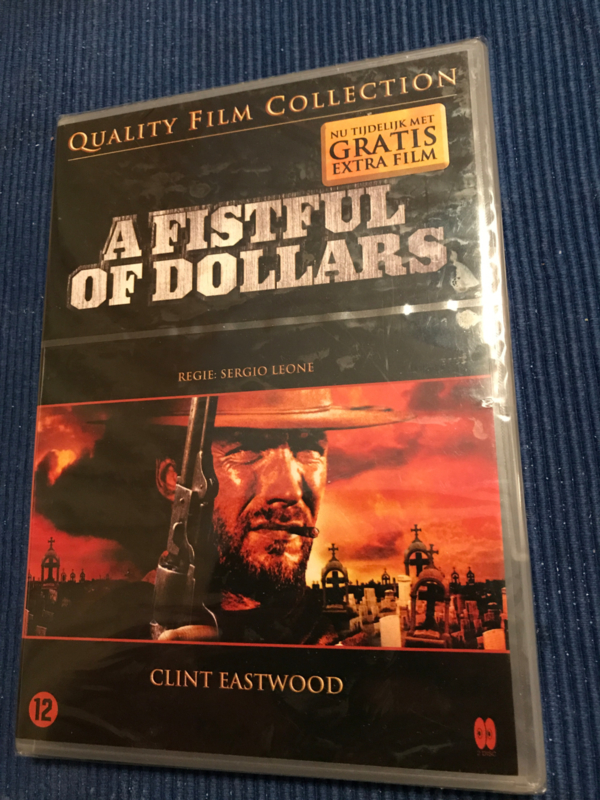 QUALITY FILM COLLECTION
NU TIJDELIJK MET
GRATIS
EXTRA FILM
A FISTFUL
OF DOLLARS
REGIE: SERGIO LEONE
CLINT EASTWOOD
12